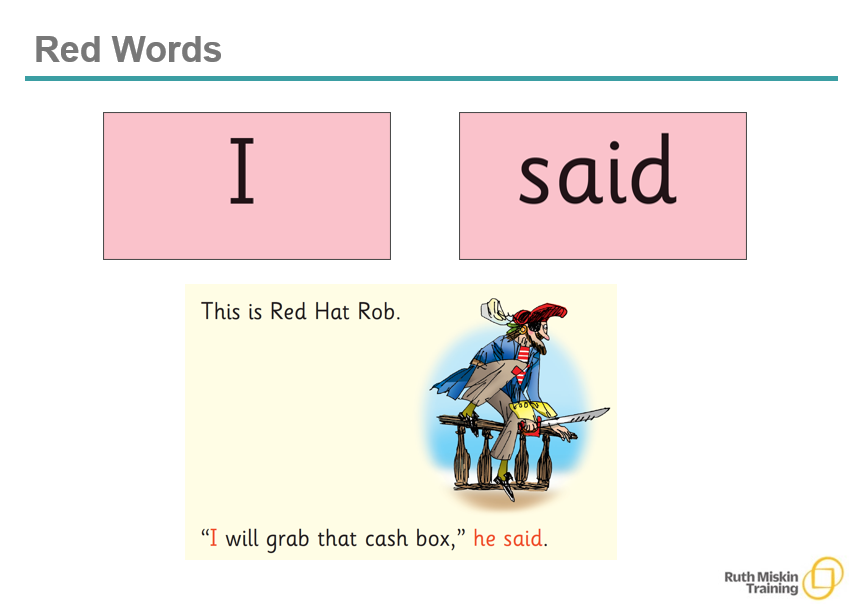 Red Words
I
said
This is Red Hat Rob.
“I will grab that cash box,” he said.
Ruth Miskin
Training